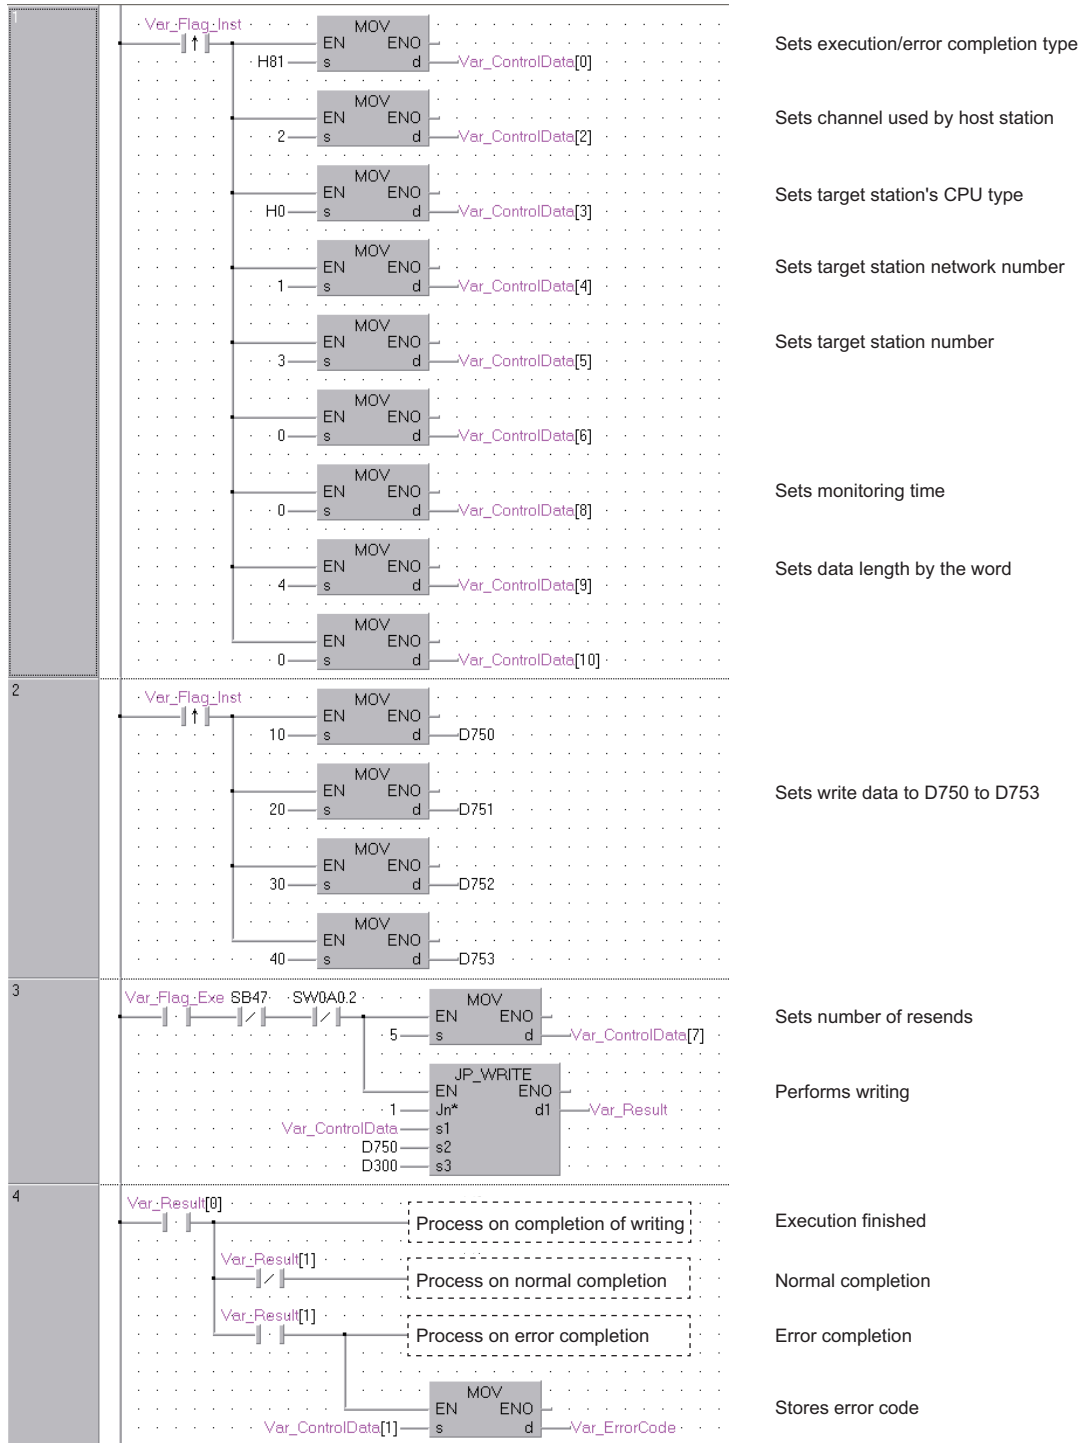 1
Var_Flag_Inst
MOV
EN ENO
H81 s d Var_ControlData[0]
Sets execution/error completion type
MOV
EN ENO
2 s d Var_ControlData[2]
Sets channel used by host station
MOV
EN ENO
H0 s d Var_ControlData[3]
Sets target station's CPU type
MOV
EN ENO
1 s d Var_ControlData[4]
Sets target station network number
MOV
EN ENO
3 s d Var_ControlData[5]
Sets target station number
MOV
EN ENO
0 s d Var_ControlData[6]
MOV
EN ENO
0 s d Var_ControlData[8]
Sets monitoring time
MOV
EN ENO
4 s d Var_ControlData[9]
Sets data length by the word
MOV
EN ENO
0 s d Var_ControlData[10]
2
Var_Flag_Inst
MOV
EN ENO
10 s d D750
MOV
EN ENO
20 s d D751
Sets write data to D750 to D753
MOV
EN ENO
30 s d D752
MOV
EN ENO
40 s d D753
3
Var_Flag_Exe SB47 SW0A0.2
MOV
EN ENO
5 s d Var_ControlData[7]
Sets number of resends
JP_WRITE
EN ENO
1 Jn* d1 Var_Result
Var_ControlData s1
D750 s2
D300 s3
Performs writing
4
Var_Result[0]
Process on completion of writing
Execution finished
Var_Result[1]
Process on normal completion
Normal completion
Var_Result[1]
Process on error completion
Error completion
MOV
EN ENO
Var_ControlData[1] s d Var_ErrorCode
Stores error code